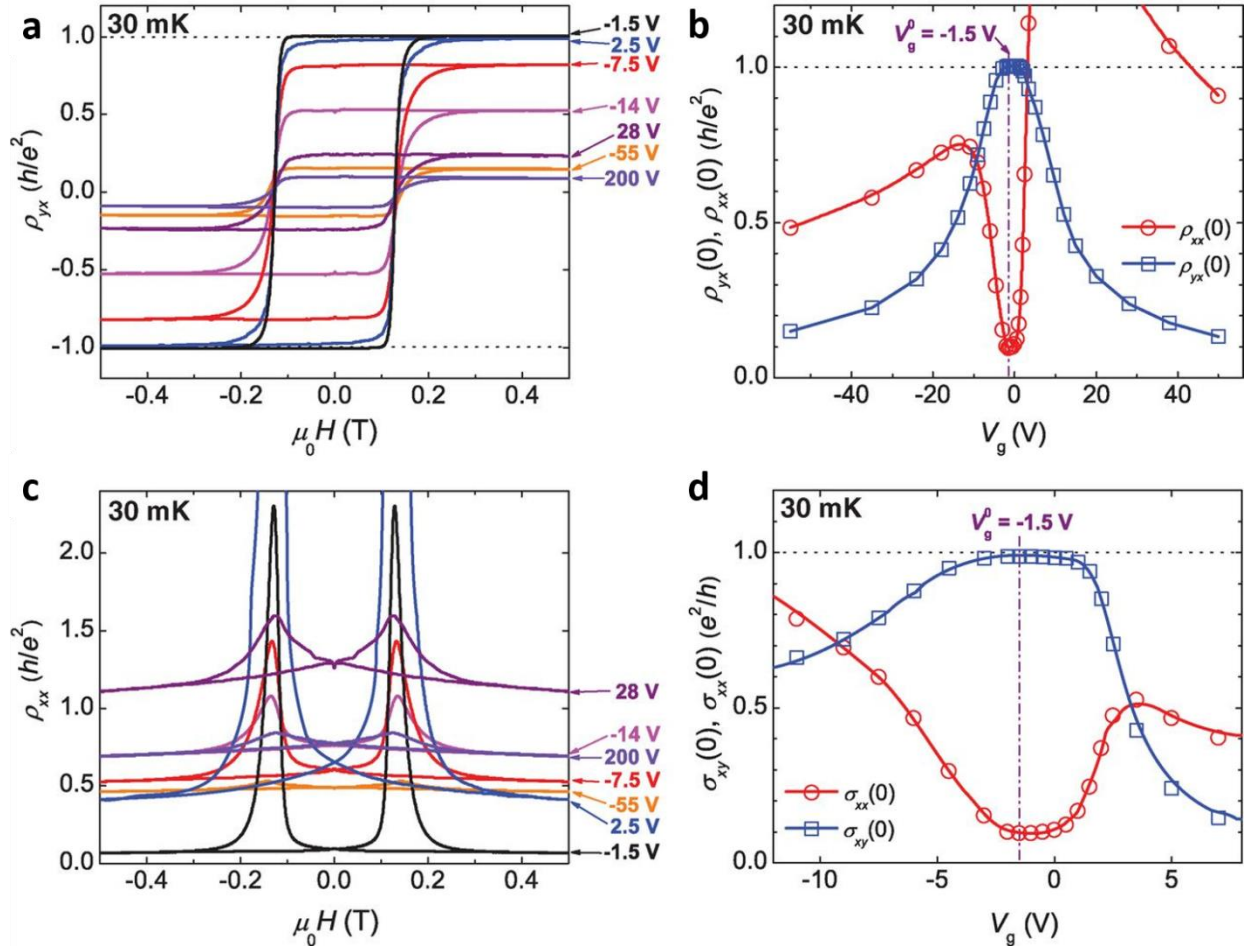 a
30 mK
ρyx (h/e²)
1.0
0.5
0.0
-0.5
-1.0
-0.4
-0.2
0.0
0.2
0.4
μ0H (T)
-1.5 V
2.5 V
-7.5 V
-14 V
28 V
-55 V
200 V
b
30 mK
V⁰g = -1.5 V
ρyx(0), ρxx(0) (h/e²)
1.0
0.5
0.0
ρxx(0)
ρyx(0)
-40
-20
0
20
40
Vg (V)
c
30 mK
ρxx (h/e²)
2.0
1.5
1.0
0.5
0.0
-0.4
-0.2
0.0
0.2
0.4
μ0H (T)
28 V
-14 V
200 V
-7.5 V
-55 V
2.5 V
-1.5 V
d
30 mK
V⁰g = -1.5 V
σxy(0), σxx(0) (e²/h)
1.0
0.5
0.0
σxx(0)
σxy(0)
-10
-5
0
5
Vg (V)